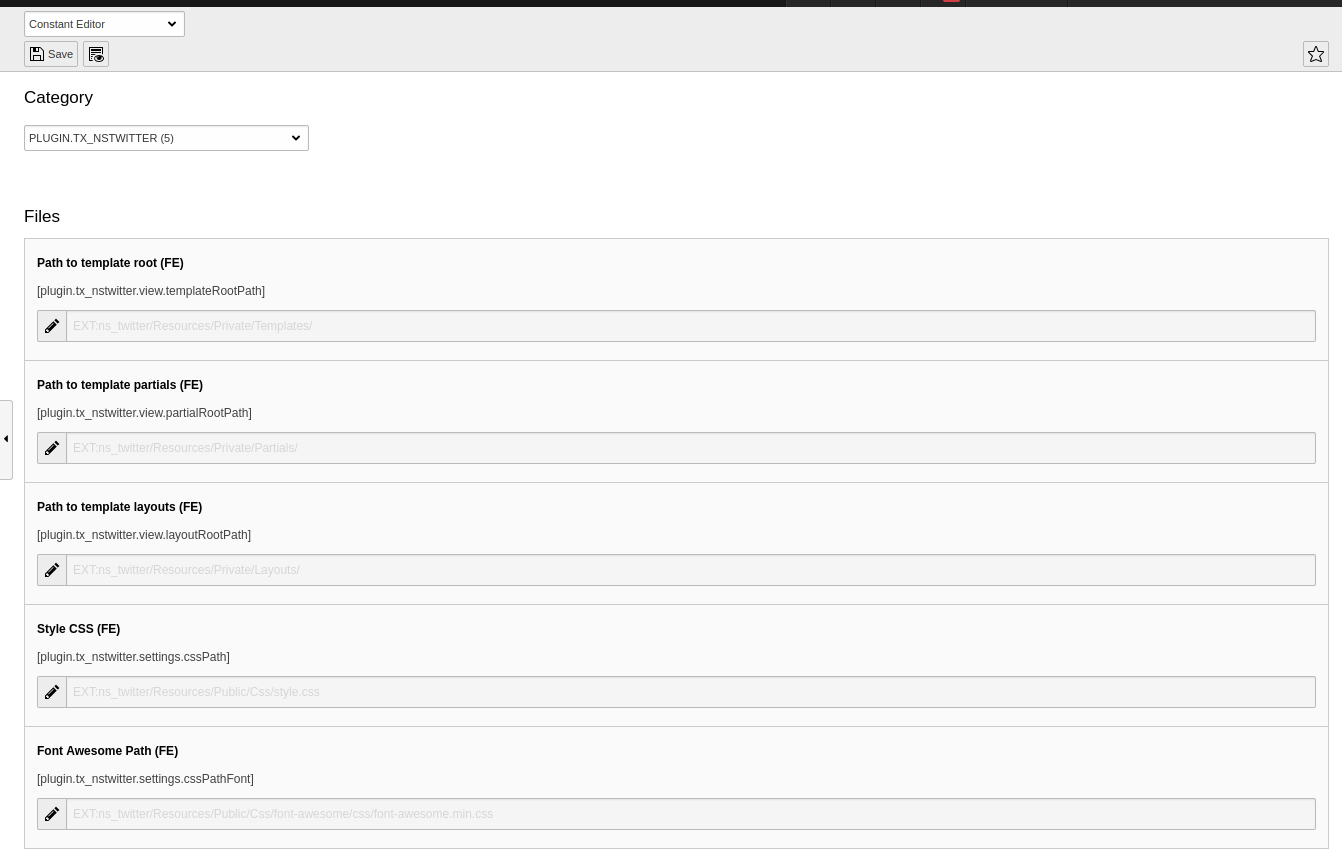 Constant Editor
Save
Category
PLUGIN.TX_NSTWITTER (5)
Files
Path to template root (FE)
[plugin.tx_nstwitter.view.templateRootPath]
EXT:ns_twitter/Resources/Private/Templates/
Path to template partials (FE)
[plugin.tx_nstwitter.view.partialRootPath]
EXT:ns_twitter/Resources/Private/Partials/
Path to template layouts (FE)
[plugin.tx_nstwitter.view.layoutRootPath]
EXT:ns_twitter/Resources/Private/Layouts/
Style CSS (FE)
[plugin.tx_nstwitter.settings.cssPath]
EXT:ns_twitter/Resources/Public/Css/style.css
Font Awesome Path (FE)
[plugin.tx_nstwitter.settings.cssPathFont]
EXT:ns_twitter/Resources/Public/Css/font-awesome/css/font-awesome.min.css